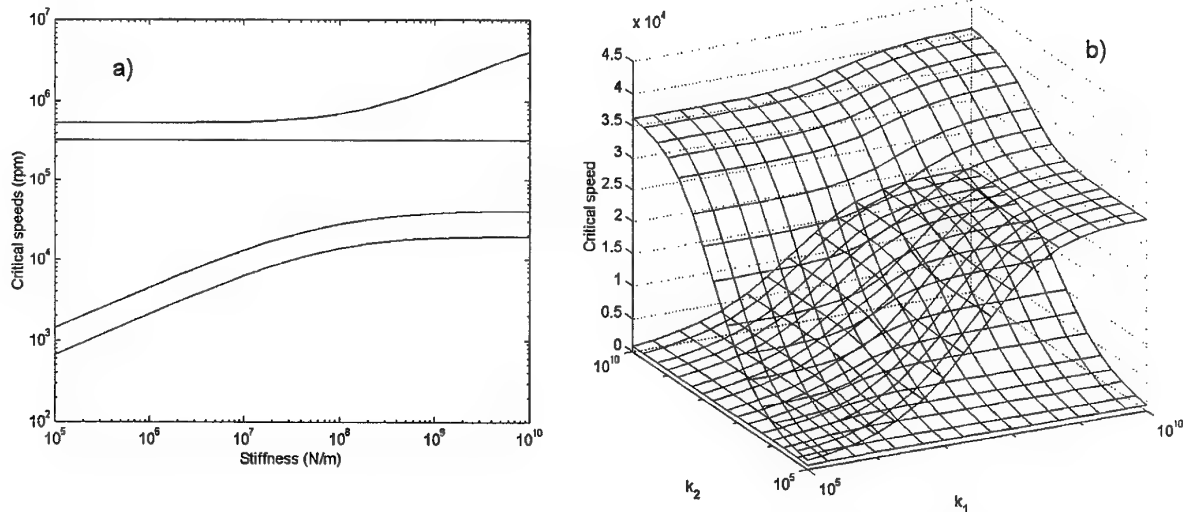 a)
10^7
10^6
10^5
10^4
10^3
10^2
Critical speeds (rpm)
10^5 10^6 10^7 10^8 10^9 10^10
Stiffness (N/m)
b)
x 10^4
4.5
4
3.5
3
2.5
2
1.5
1
0.5
0
Critical speed
10^10
10^5
k_2
10^5
10^10
k_1